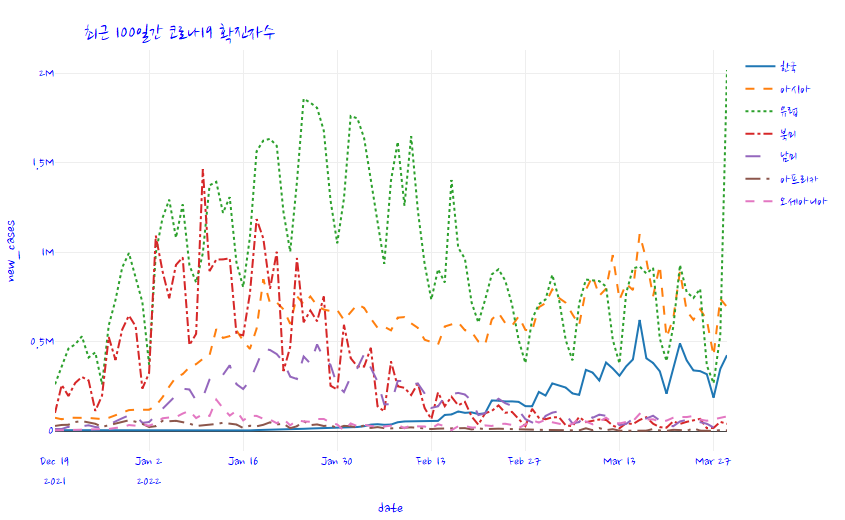 최근 100일간 코로나19 확진자수
한국
아시아
유럽
북미
남미
아프리카
오세아니아
2M
1.5M
1M
0.5M
0
new_cases
Dec 19
2021
Jan 2
2022
Jan 16
Jan 30
Feb 13
Feb 27
Mar 13
Mar 27
date